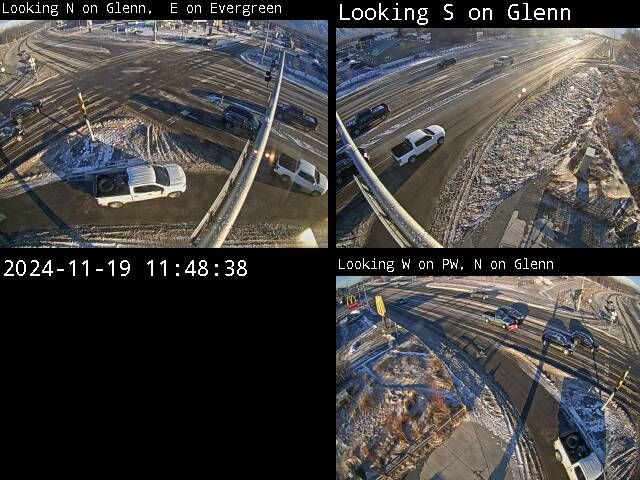 Looking N on Glenn,  E on Evergreen
Looking S on Glenn
2024-11-19 11:48:38
Looking W on PW, N on Glenn